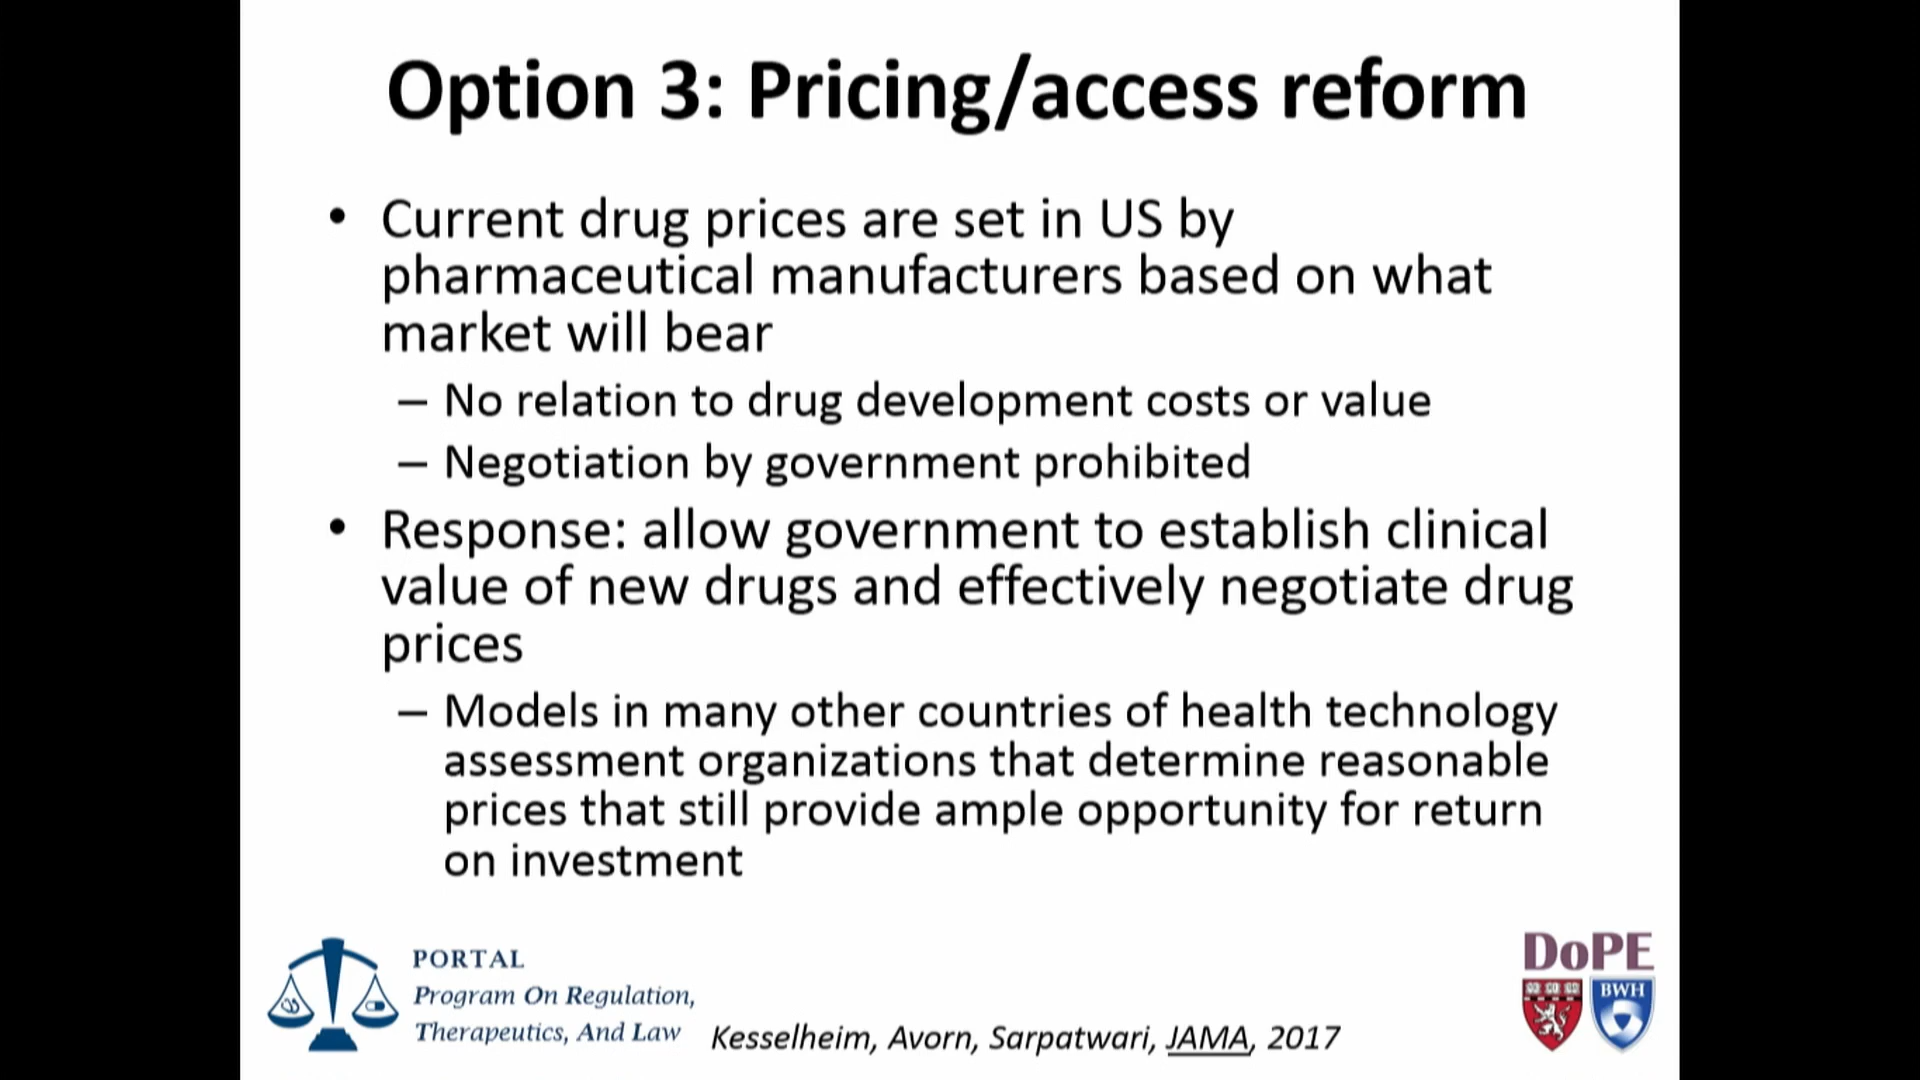 Option 3: Pricing/access reform
• Current drug prices are set in US by
pharmaceutical manufacturers based on what
market will bear
– No relation to drug development costs or value
– Negotiation by government prohibited
• Response: allow government to establish clinical
value of new drugs and effectively negotiate drug
prices
– Models in many other countries of health technology
assessment organizations that determine reasonable
prices that still provide ample opportunity for return
on investment
PORTAL
Program On Regulation,
Therapeutics, And Law
Kesselheim, Avorn, Sarpatwari, JAMA, 2017
DoPE
BWH